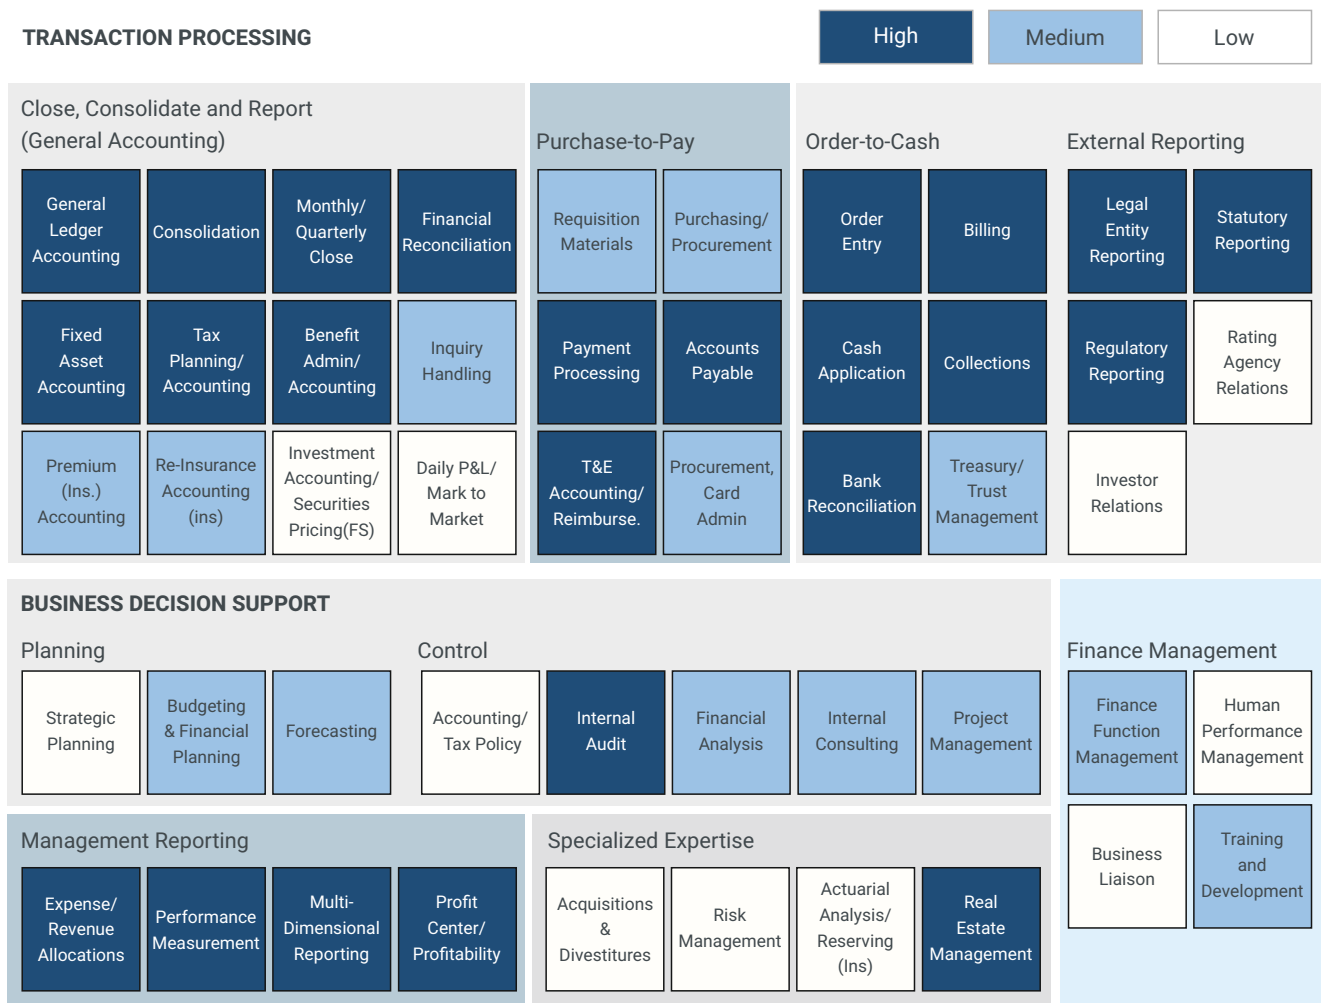 TRANSACTION PROCESSING
High
Medium
Low
Close, Consolidate and Report
(General Accounting)
Purchase-to-Pay
Order-to-Cash
External Reporting
General
Ledger
Accounting
Consolidation
Monthly/
Quarterly
Close
Financial
Reconciliation
Requisition
Materials
Purchasing/
Procurement
Order
Entry
Billing
Legal
Entity
Reporting
Statutory
Reporting
Fixed
Asset
Accounting
Tax
Planning/
Accounting
Benefit
Admin/
Accounting
Inquiry
Handling
Payment
Processing
Accounts
Payable
Cash
Application
Collections
Regulatory
Reporting
Rating
Agency
Relations
Premium
(Ins.)
Accounting
Re-Insurance
Accounting
(ins)
Investment
Accounting/
Securities
Pricing(FS)
Daily P&L/
Mark to
Market
T&E
Accounting/
Reimburse.
Procurement,
Card
Admin
Bank
Reconciliation
Treasury/
Trust
Management
Investor
Relations
BUSINESS DECISION SUPPORT
Planning
Control
Finance Management
Strategic
Planning
Budgeting
& Financial
Planning
Forecasting
Accounting/
Tax Policy
Internal
Audit
Financial
Analysis
Internal
Consulting
Project
Management
Finance
Function
Management
Human
Performance
Management
Business
Liaison
Training
and
Development
Management Reporting
Specialized Expertise
Expense/
Revenue
Allocations
Performance
Measurement
Multi-
Dimensional
Reporting
Profit
Center/
Profitability
Acquisitions
&
Divestitures
Risk
Management
Actuarial
Analysis/
Reserving
(Ins)
Real
Estate
Management